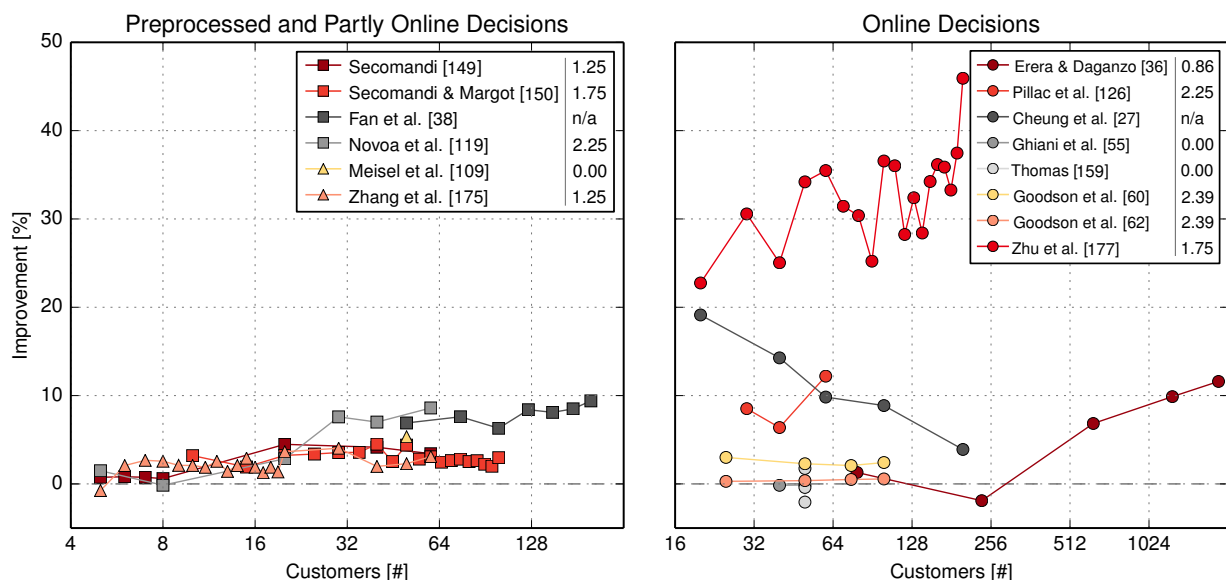 Preprocessed and Partly Online Decisions
Improvement [%]
50
40
30
20
10
0
Secomandi [149] 1.25
Secomandi & Margot [150] 1.75
Fan et al. [38] n/a
Novoa et al. [119] 2.25
Meisel et al. [109] 0.00
Zhang et al. [175] 1.25
4 8 16 32 64 128
Customers [#]
Online Decisions
Erera & Daganzo [36] 0.86
Pillac et al. [126] 2.25
Cheung et al. [27] n/a
Ghiani et al. [55] 0.00
Thomas [159] 0.00
Goodson et al. [60] 2.39
Goodson et al. [62] 2.39
Zhu et al. [177] 1.75
16 32 64 128 256 512 1024
Customers [#]